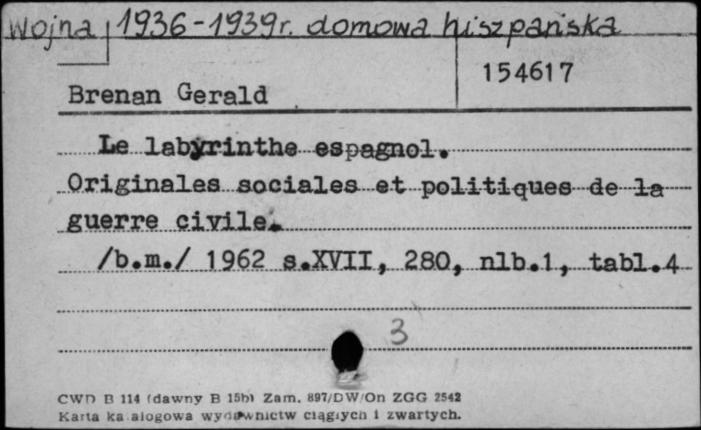 Wojna 1936-1939r. domowa hiszpańska
154617
Brenan Gerald
Le labyrinthe espagnol.
Originales sociales et politiques de la
guerre civile.
/b.m./ 1962 s.XVII, 280, nlb.1, tabl.4
3
CWD B 114 (dawny B 15b) Zam. 897/DW/On ZGG 2542
Karta ka alogowa wydawnictw ciągłych i zwartych.